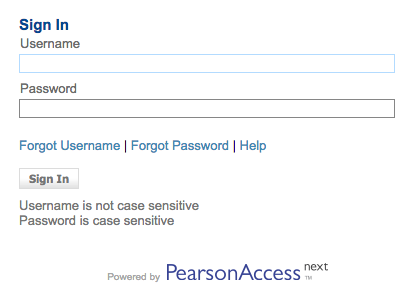 Sign In
Username
Password
Forgot Username | Forgot Password | Help
Sign In
Username is not case sensitive
Password is case sensitive
Powered by PearsonAccess next ™